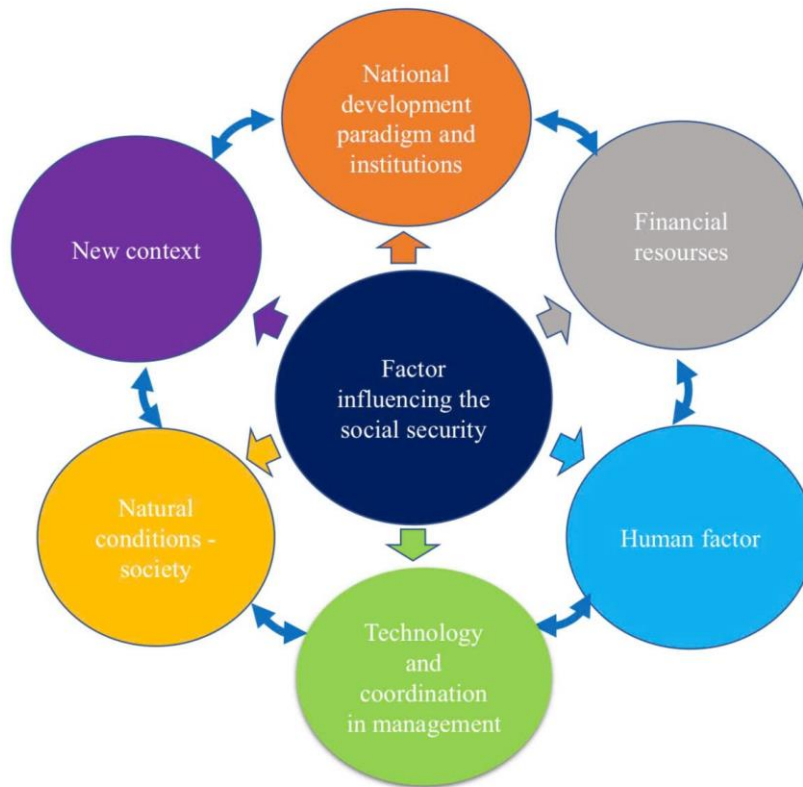 National
development
paradigm and
institutions
New context
Financial
resourses
Factor
influencing the
social security
Natural
conditions -
society
Human factor
Technology
and
coordination
in management